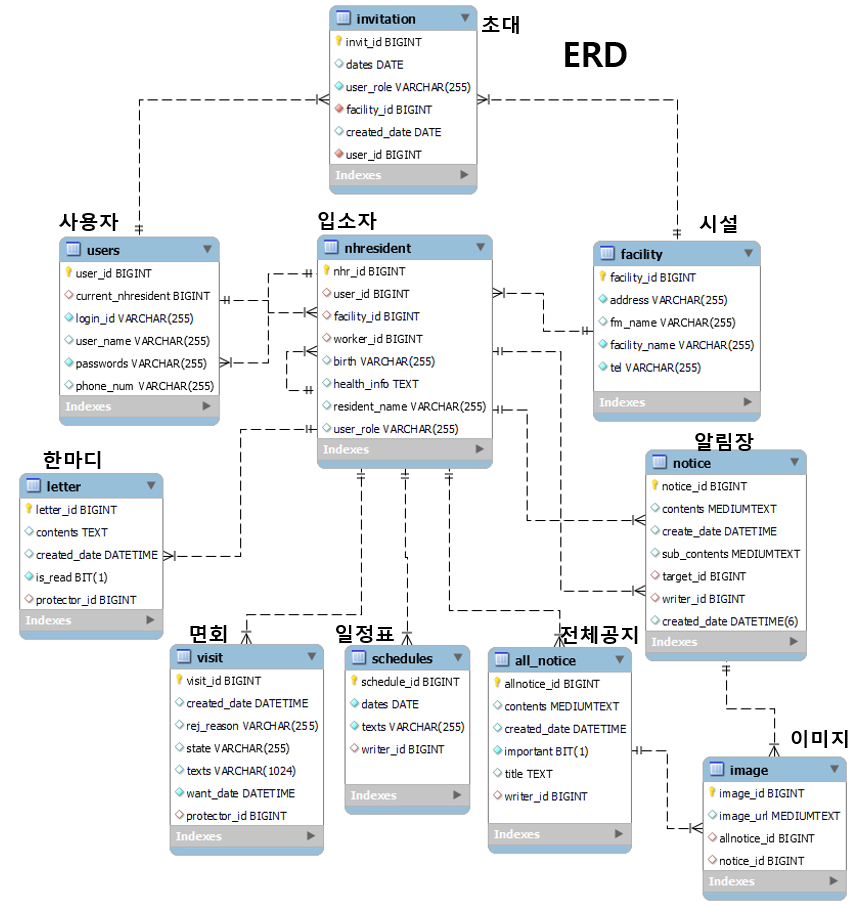 ERD
초대
invitation
invit_id BIGINT
dates DATE
user_role VARCHAR(255)
facility_id BIGINT
created_date DATE
user_id BIGINT
Indexes
사용자
users
user_id BIGINT
current_nhresident BIGINT
login_id VARCHAR(255)
user_name VARCHAR(255)
passwords VARCHAR(255)
phone_num VARCHAR(255)
Indexes
입소자
nhresident
nhr_id BIGINT
user_id BIGINT
facility_id BIGINT
worker_id BIGINT
birth VARCHAR(255)
health_info TEXT
resident_name VARCHAR(255)
user_role VARCHAR(255)
Indexes
시설
facility
facility_id BIGINT
address VARCHAR(255)
fm_name VARCHAR(255)
facility_name VARCHAR(255)
tel VARCHAR(255)
Indexes
한마디
letter
letter_id BIGINT
contents TEXT
created_date DATETIME
is_read BIT(1)
protector_id BIGINT
Indexes
알림장
notice
notice_id BIGINT
contents MEDIUMTEXT
create_date DATETIME
sub_contents MEDIUMTEXT
target_id BIGINT
writer_id BIGINT
created_date DATETIME(6)
Indexes
면회
visit
visit_id BIGINT
created_date DATETIME
rej_reason VARCHAR(255)
state VARCHAR(255)
texts VARCHAR(1024)
want_date DATETIME
protector_id BIGINT
Indexes
일정표
schedules
schedule_id BIGINT
dates DATE
texts VARCHAR(255)
writer_id BIGINT
Indexes
전체공지
all_notice
allnotice_id BIGINT
contents MEDIUMTEXT
created_date DATETIME
important BIT(1)
title TEXT
writer_id BIGINT
Indexes
이미지
image
image_id BIGINT
image_url MEDIUMTEXT
allnotice_id BIGINT
notice_id BIGINT
Indexes